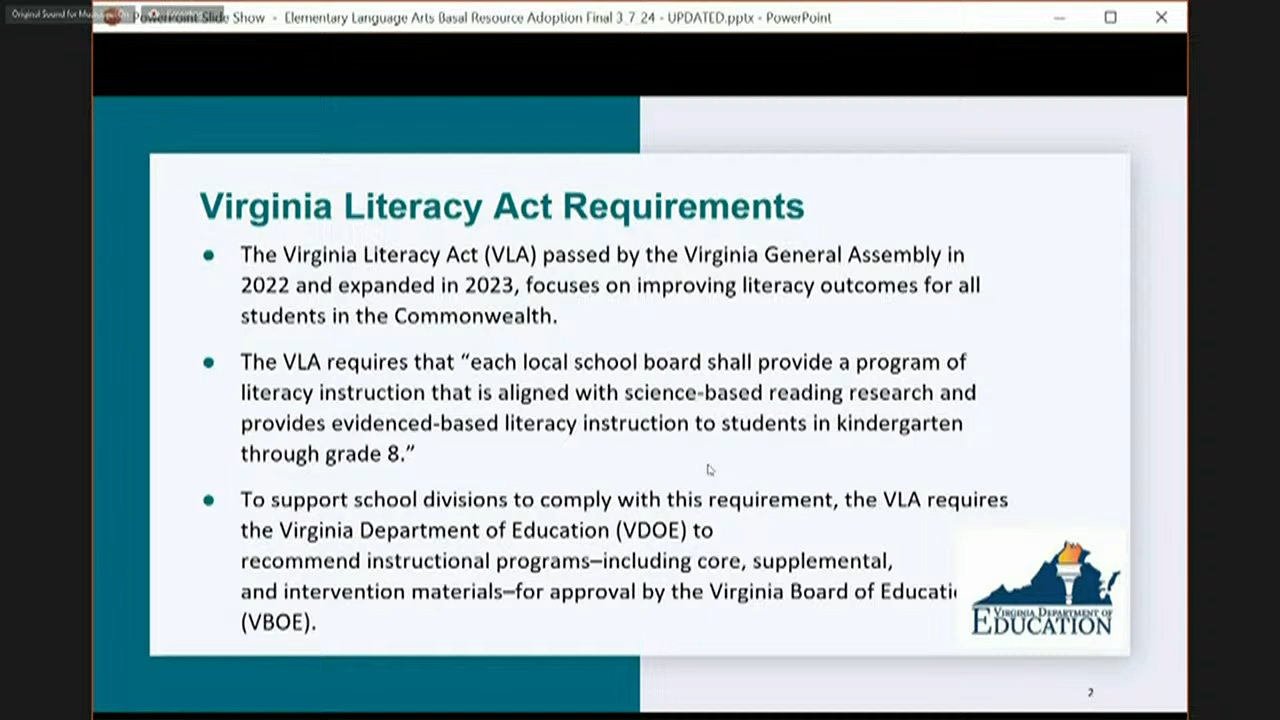 Original Sound for Musicians: On
PowerPoint Slide Show - Elementary Language Arts Basal Resource Adoption Final 3_7_24 - UPDATED.pptx - PowerPoint
Virginia Literacy Act Requirements
• The Virginia Literacy Act (VLA) passed by the Virginia General Assembly in
2022 and expanded in 2023, focuses on improving literacy outcomes for all
students in the Commonwealth.
• The VLA requires that “each local school board shall provide a program of
literacy instruction that is aligned with science-based reading research and
provides evidenced-based literacy instruction to students in kindergarten
through grade 8.”
• To support school divisions to comply with this requirement, the VLA requires
the Virginia Department of Education (VDOE) to
recommend instructional programs–including core, supplemental,
and intervention materials–for approval by the Virginia Board of Educati
(VBOE).
VIRGINIA DEPARTMENT OF
EDUCATION
2